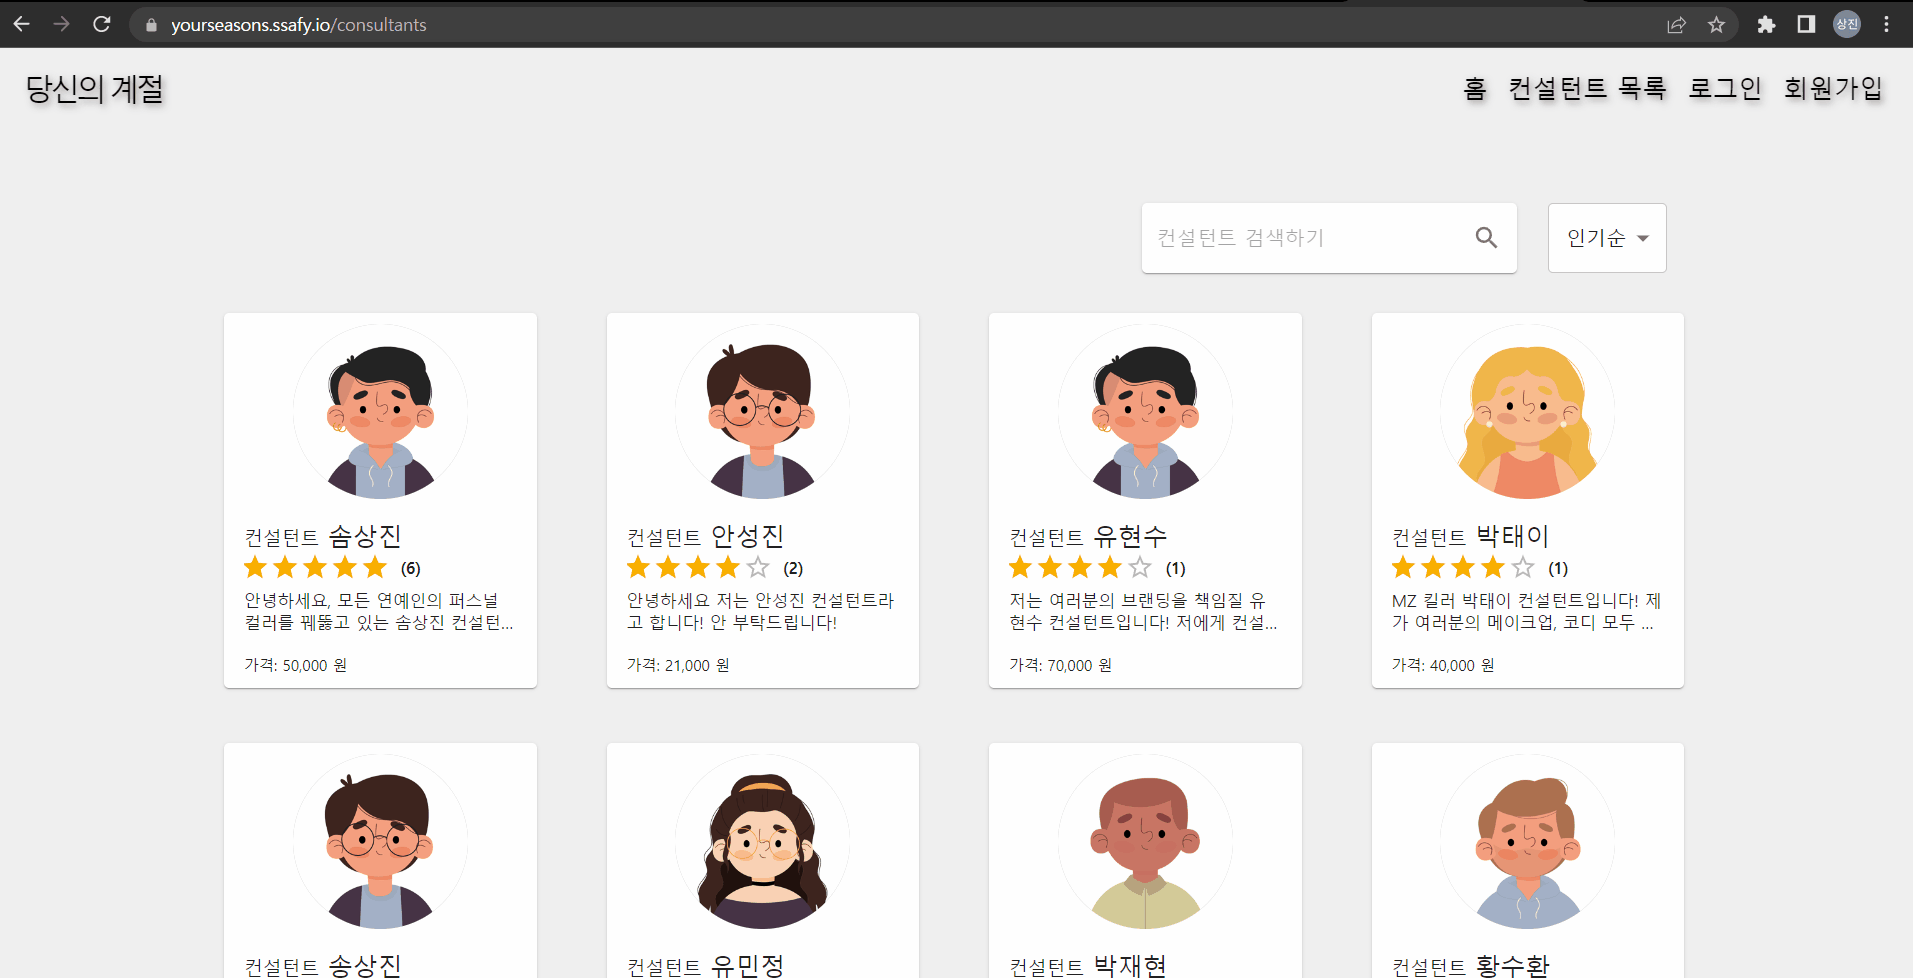 yourseasons.ssafy.io/consultants
상진
당신의 계절
홈 컨설턴트 목록 로그인 회원가입
컨설턴트 검색하기
인기순
컨설턴트 솜상진
(6)
안녕하세요, 모든 연예인의 퍼스널
컬러를 꿰뚫고 있는 솜상진 컨설턴...
가격: 50,000 원
컨설턴트 안성진
(2)
안녕하세요 저는 안성진 컨설턴트라
고 합니다! 안 부탁드립니다!
가격: 21,000 원
컨설턴트 유현수
(1)
저는 여러분의 브랜딩을 책임질 유
현수 컨설턴트입니다! 저에게 컨설...
가격: 70,000 원
컨설턴트 박태이
(1)
MZ 킬러 박태이 컨설턴트입니다! 제
가 여러분의 메이크업, 코디 모두 ...
가격: 40,000 원
컨설턴트 송상진
컨설턴트 유민정
컨설턴트 박재현
컨설턴트 황수환